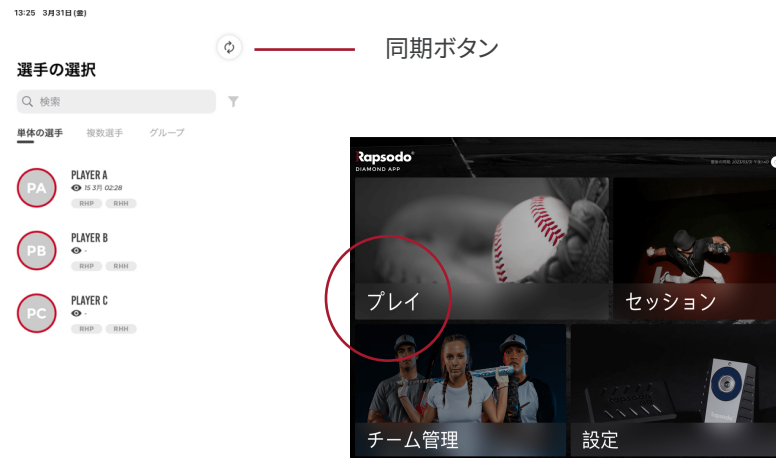 13:25 3月31日(金)
同期ボタン
選手の選択
検索
単体の選手 複数選手 グループ
PA
PLAYER A
15 3月 02:28
RHP RHH
PB
PLAYER B
-
RHP RHH
PC
PLAYER C
-
RHP RHH
Rapsodo®
DIAMOND APP
プレイ
セッション
チーム管理
設定